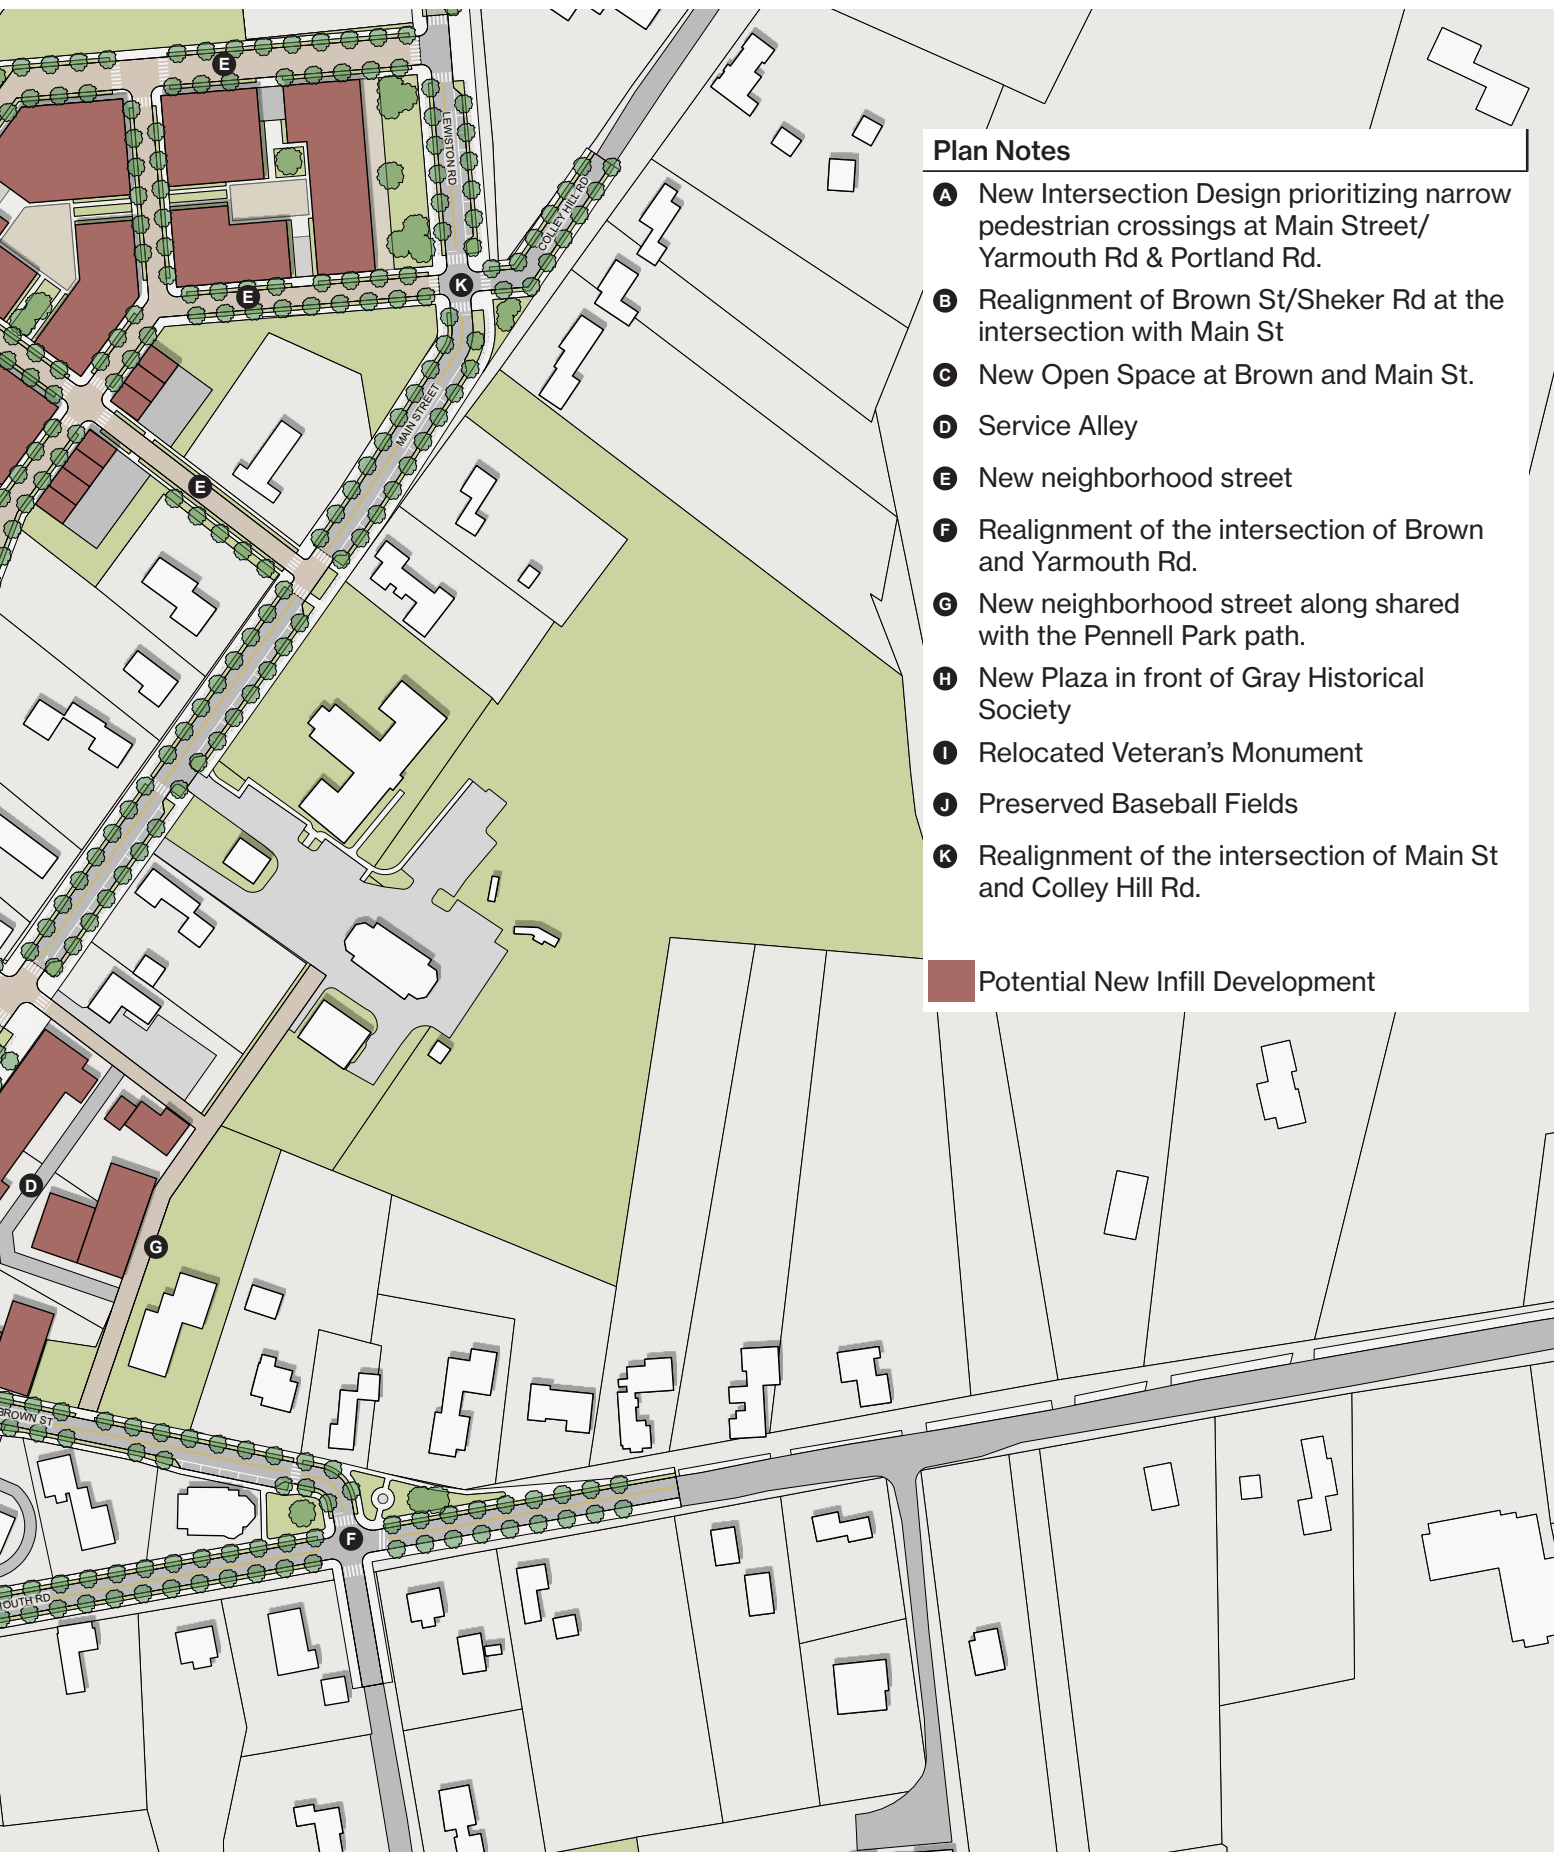 E
LEWISTON RD
COLLEY HILL RD
K
E
MAIN STREET
E
D
G
BROWN ST
F
OUTH RD
Plan Notes
A New Intersection Design prioritizing narrow
pedestrian crossings at Main Street/
Yarmouth Rd & Portland Rd.
B Realignment of Brown St/Sheker Rd at the
intersection with Main St
C New Open Space at Brown and Main St.
D Service Alley
E New neighborhood street
F Realignment of the intersection of Brown
and Yarmouth Rd.
G New neighborhood street along shared
with the Pennell Park path.
H New Plaza in front of Gray Historical
Society
I Relocated Veteran’s Monument
J Preserved Baseball Fields
K Realignment of the intersection of Main St
and Colley Hill Rd.
Potential New Infill Development